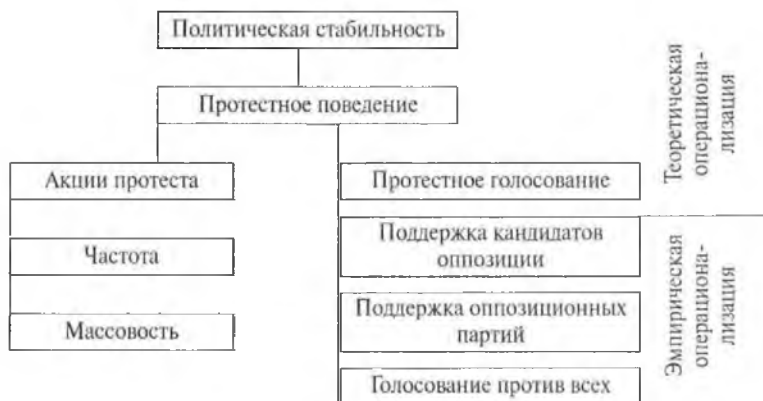 Политическая стабильность
Протестное поведение
Акции протеста
Протестное голосование
Частота
Поддержка кандидатов
оппозиции
Массовость
Поддержка оппозиционных
партий
Голосование против всех
Теоретическая
операциона-
лизация
Эмпирическая
операциона-
лизация